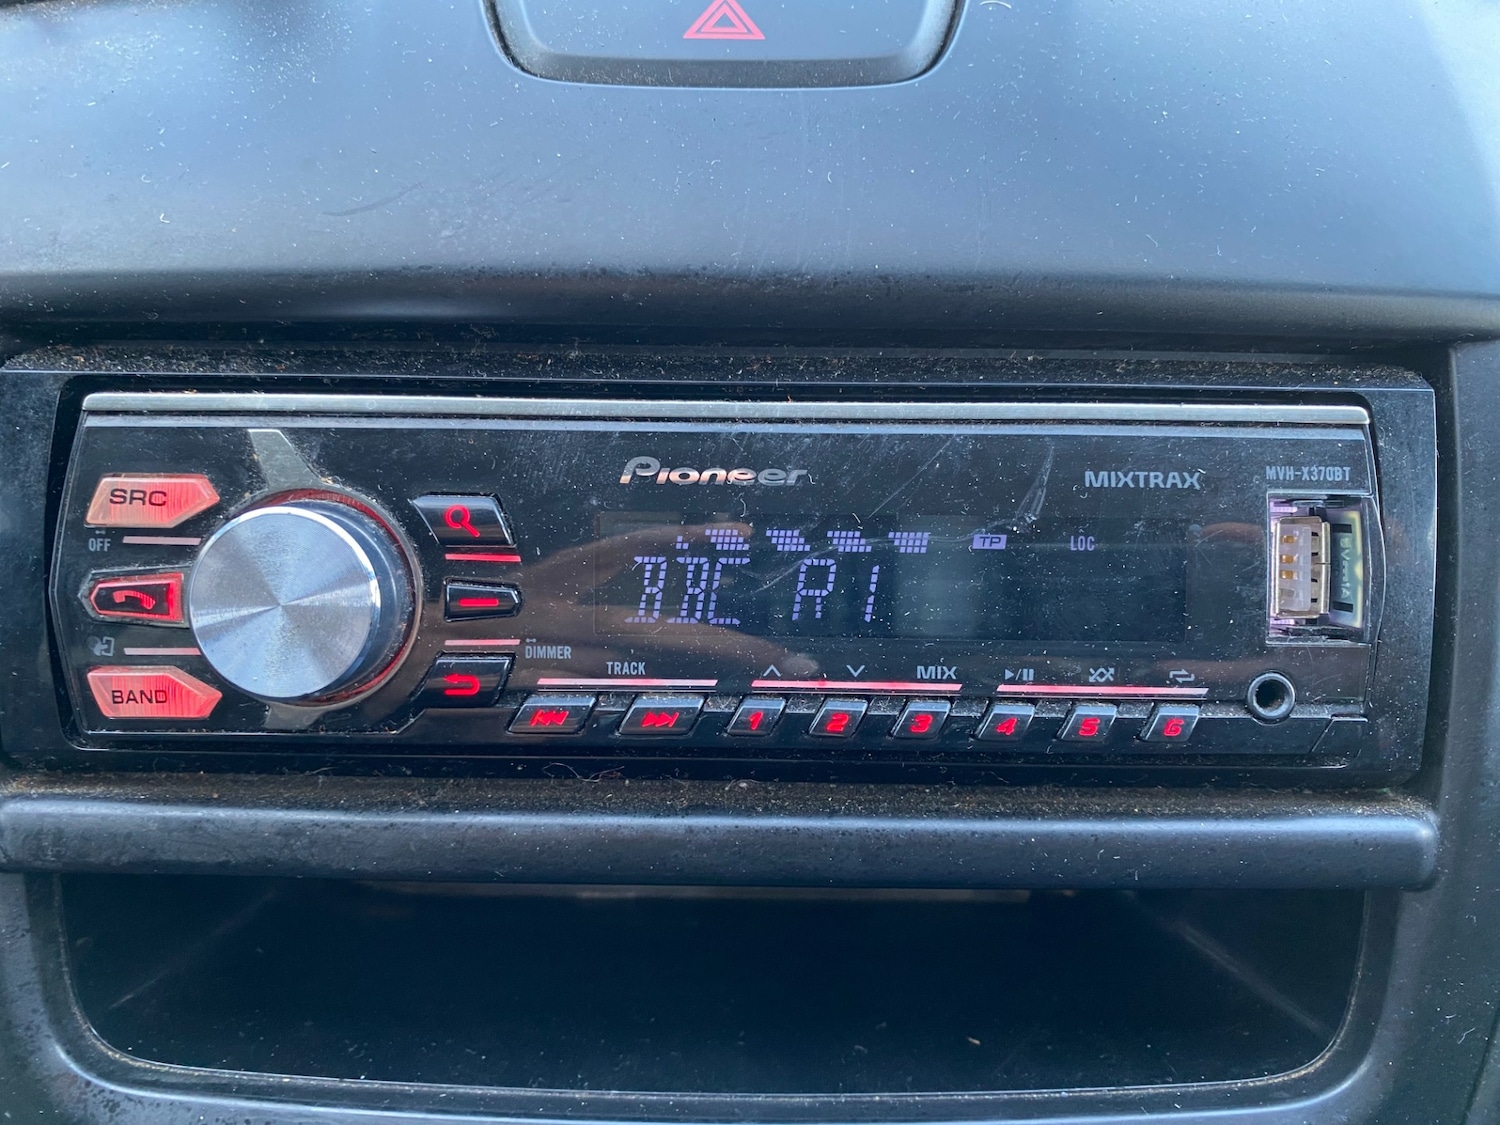 Pioneer
MIXTRAX
MVH-X370BT
SRC
OFF
TP
LOC
BBC R1
DIMMER
BAND
TRACK
MIX
1 2 3 4 5 6